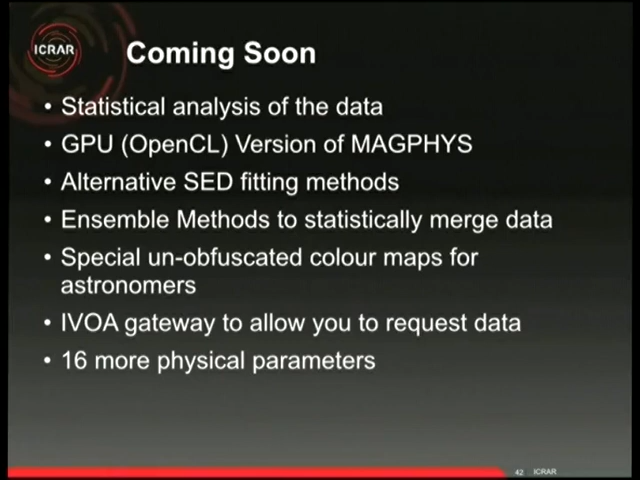 ICRAR
Coming Soon
• Statistical analysis of the data
• GPU (OpenCL) Version of MAGPHYS
• Alternative SED fitting methods
• Ensemble Methods to statistically merge data
• Special un-obfuscated colour maps for
astronomers
• IVOA gateway to allow you to request data
• 16 more physical parameters
42 ICRAR